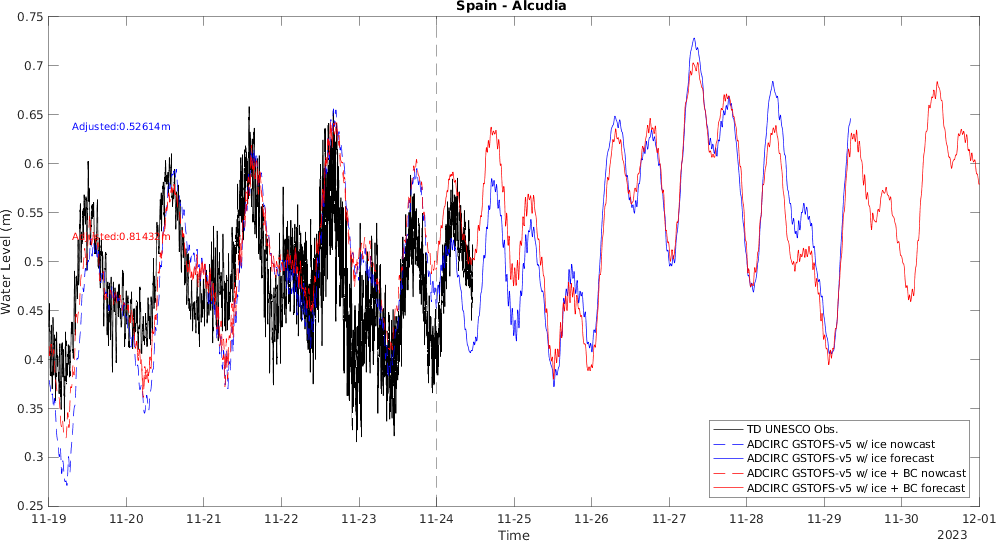 Spain - Alcudia
0.75
0.7
0.65
0.6
0.55
0.5
0.45
0.4
0.35
0.3
0.25
Water Level (m)
Adjusted:0.52614m
TD UNESCO Obs.
ADCIRC GSTOFS-v5 w/ ice nowcast
ADCIRC GSTOFS-v5 w/ ice forecast
ADCIRC GSTOFS-v5 w/ ice + BC nowcast
ADCIRC GSTOFS-v5 w/ ice + BC forecast
11-19 11-20 11-21 11-22 11-23 11-24 11-25 11-26 11-27 11-28 11-29 11-30 12-01
Time
2023